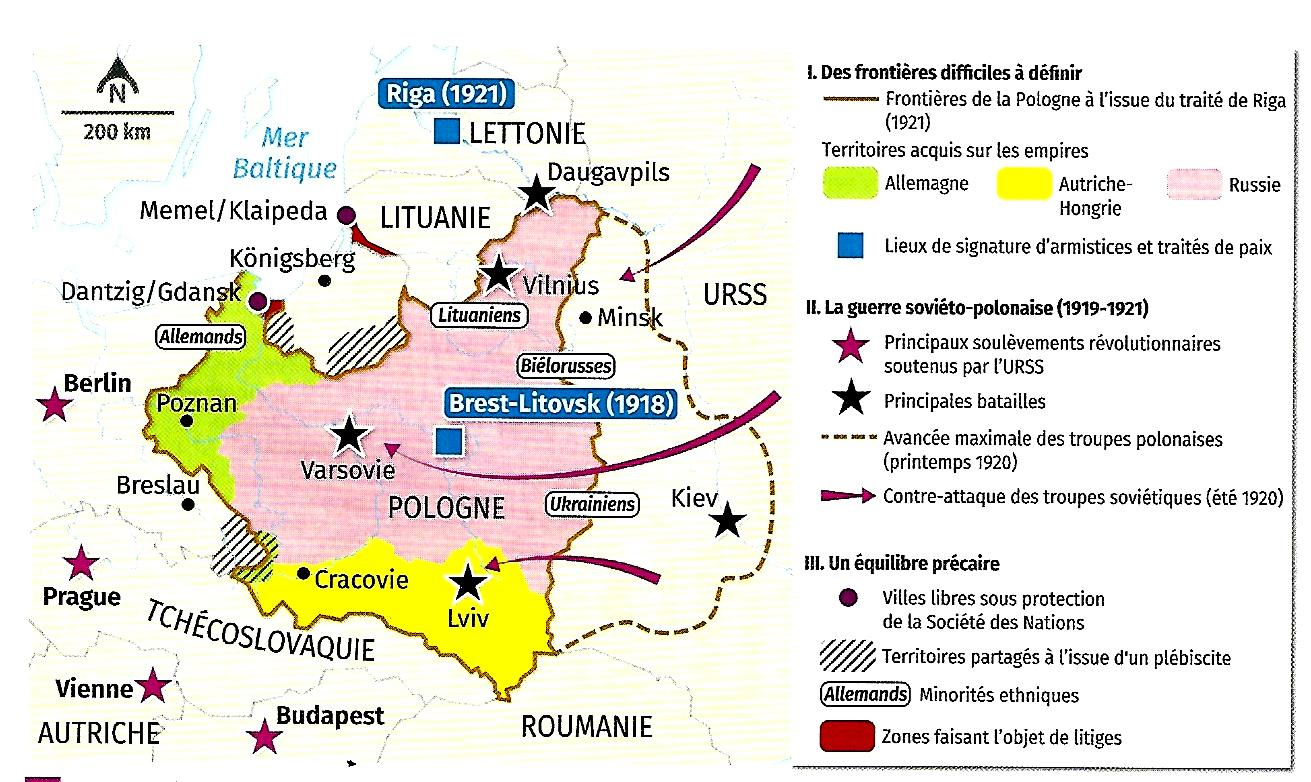 Riga (1921)
N
200 km
LETTONIE
Mer
Baltique
Daugavpils
Memel/Klaipeda
LITUANIE
Königsberg
Vilnius
Dantzig/Gdansk
URSS
Lituaniens
Minsk
Allemands
Biélorusses
Berlin
Brest-Litovsk (1918)
Poznan
Varsovie
Breslau
POLOGNE
Ukrainiens
Kiev
Cracovie
Prague
Lviv
TCHÉCOSLOVAQUIE
Vienne
Budapest
AUTRICHE
ROUMANIE
I. Des frontières difficiles à définir
Frontières de la Pologne à l'issue du traité de Riga
(1921)
Territoires acquis sur les empires
Allemagne
Autriche-
Hongrie
Russie
Lieux de signature d'armistices et traités de paix
II. La guerre soviéto-polonaise (1919-1921)
Principaux soulèvements révolutionnaires
soutenus par l'URSS
Principales batailles
Avancée maximale des troupes polonaises
(printemps 1920)
Contre-attaque des troupes soviétiques (été 1920)
III. Un équilibre précaire
Villes libres sous protection
de la Société des Nations
Territoires partagés à l'issue d'un plébiscite
Allemands Minorités ethniques
Zones faisant l'objet de litiges